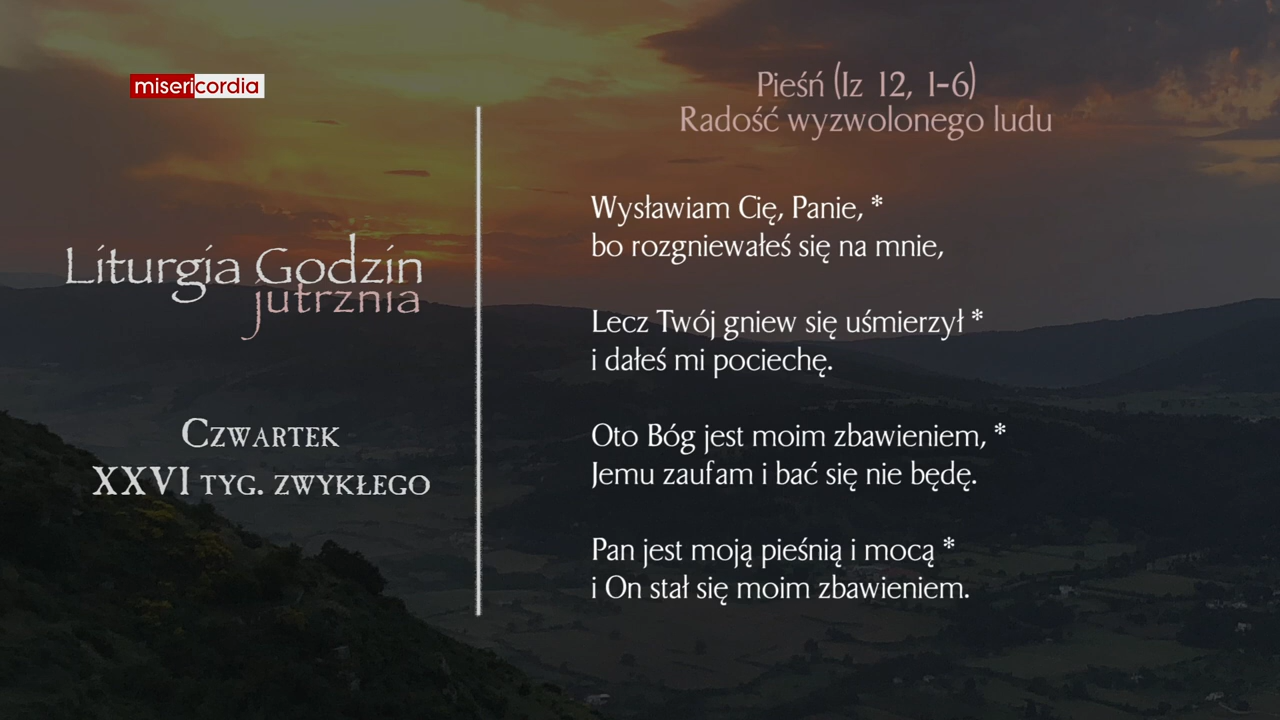 misericordia
Liturgia Godzin
jutrznia
Czwartek
XXVI tyg. zwykłego
Pieśń (Iz 12, 1-6)
Radość wyzwolonego ludu
Wysławiam Cię, Panie, *
bo rozgniewałeś się na mnie,
Lecz Twój gniew się uśmierzył *
i dałeś mi pociechę.
Oto Bóg jest moim zbawieniem, *
Jemu zaufam i bać się nie będę.
Pan jest moją pieśnią i mocą *
i On stał się moim zbawieniem.